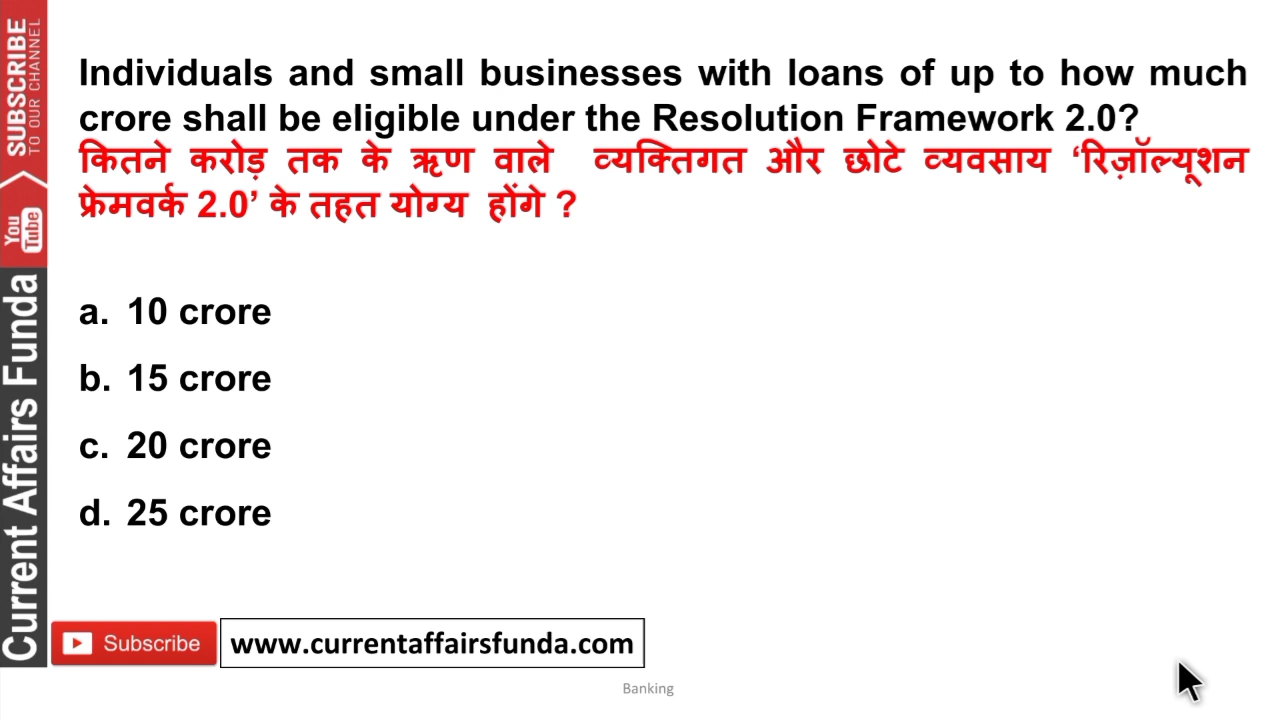 Individuals and small businesses with loans of up to how much
crore shall be eligible under the Resolution Framework 2.0?
कितने करोड़ तक के ऋण वाले व्यक्तिगत और छोटे व्यवसाय ‘रिज़ॉल्यूशन
फ्रेमवर्क 2.0’ के तहत योग्य होंगे ?
a. 10 crore
b. 15 crore
c. 20 crore
d. 25 crore
SUBSCRIBE
TO OUR CHANNEL
You
Tube
Current Affairs Funda
Subscribe
www.currentaffairsfunda.com
Banking